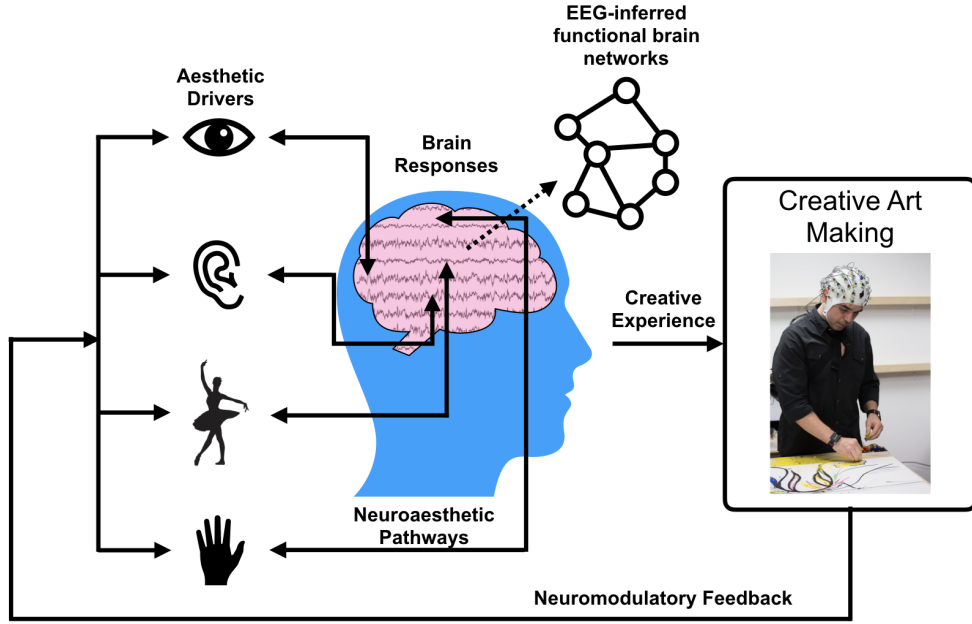 EEG-inferred
functional brain
networks
Aesthetic
Drivers
Brain
Responses
Creative Art
Making
Creative
Experience
Neuroaesthetic
Pathways
Neuromodulatory Feedback